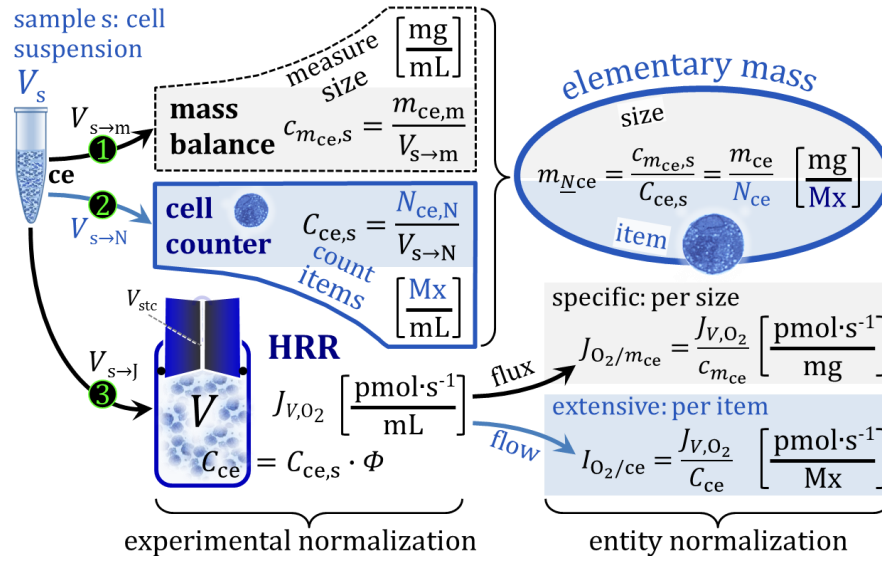 sample s: cell
suspension
V_s
V_s→m
1
ce
2
V_s→N
V_s→J
3
measure
size
[mg/mL]
mass
balance
c_m_ce,s = m_ce,m / V_s→m
cell
counter
C_ce,s = N_ce,N / V_s→N
count
items
[Mx/mL]
elementary mass
size
m_N̲ce = c_m_ce,s / C_ce,s = m_ce / N_ce [mg/Mx]
item
V_stc
HRR
V
J_V,O₂ [pmol·s⁻¹/mL]
C_ce = C_ce,s · Φ
flux
flow
specific: per size
J_O₂/m_ce = J_V,O₂ / c_m_ce [pmol·s⁻¹/mg]
extensive: per item
I_O₂/ce = J_V,O₂ / C_ce [pmol·s⁻¹/Mx]
experimental normalization
entity normalization